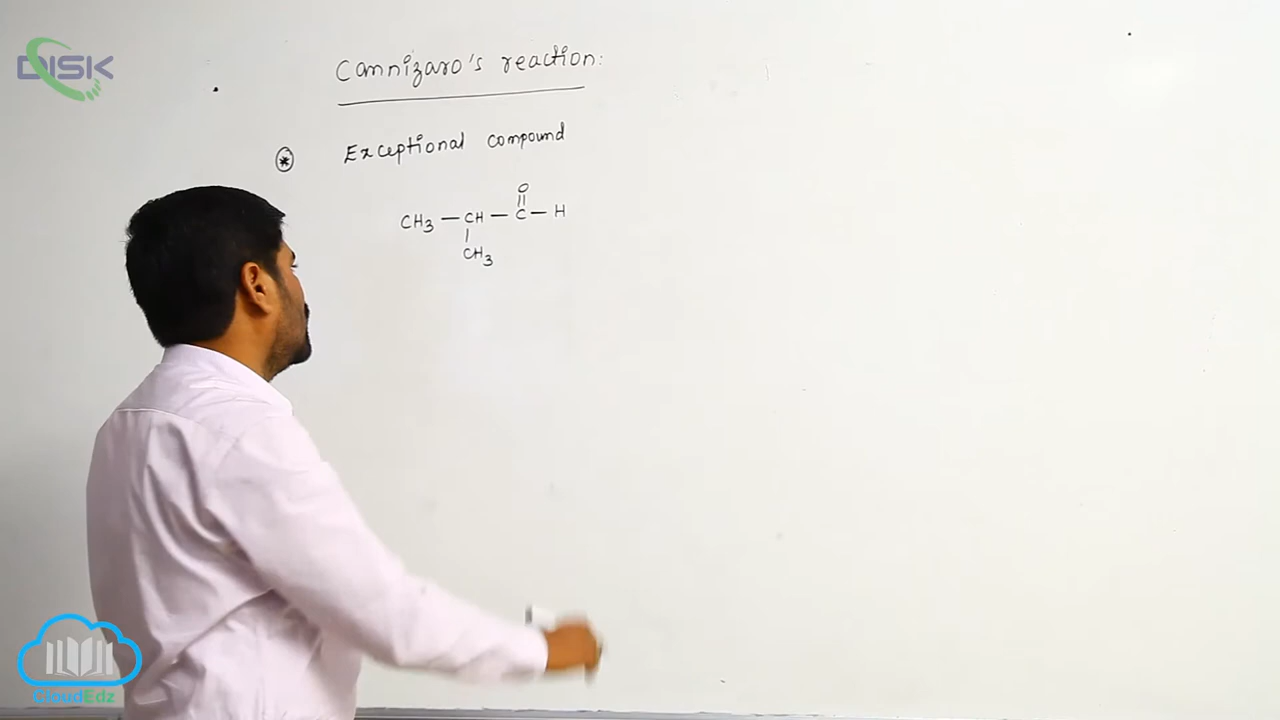 DISK
Cannizaro's reaction:
* Exceptional compound
O
CH3 — CH — C — H
CH3
CloudEdz